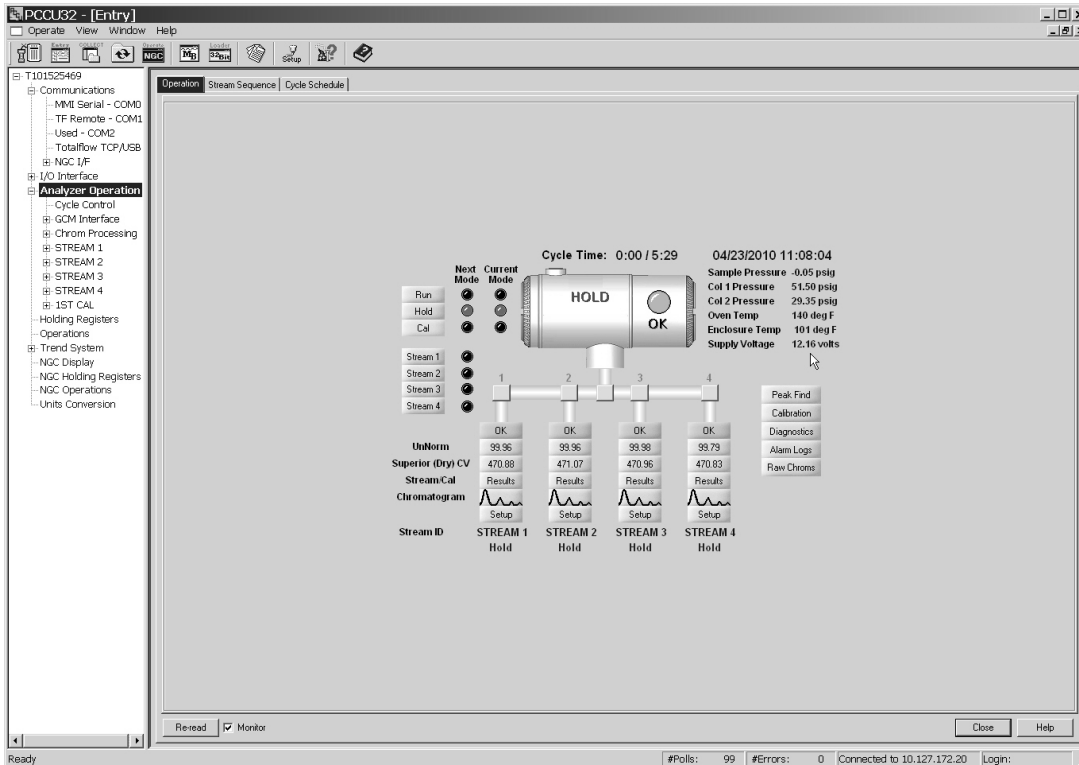 PCCU32 - [Entry]
Operate View Window Help
Entry COLLECT Operate NGC MB Loader 32Bit Setup
T101525469
Communications
MMI Serial - COM0
TF Remote - COM1
Used - COM2
Totalflow TCP/USB
NGC I/F
I/O Interface
Analyzer Operation
Cycle Control
GCM Interface
Chrom Processing
STREAM 1
STREAM 2
STREAM 3
STREAM 4
1ST CAL
Holding Registers
Operations
Trend System
NGC Display
NGC Holding Registers
NGC Operations
Units Conversion
Operation Stream Sequence Cycle Schedule
Cycle Time: 0:00 / 5:29 04/23/2010 11:08:04
Next Mode Current Mode
Run
Hold
Cal
HOLD
OK
Sample Pressure -0.05 psig
Col 1 Pressure 51.50 psig
Col 2 Pressure 29.35 psig
Oven Temp 140 deg F
Enclosure Temp 101 deg F
Supply Voltage 12.16 volts
Stream 1
Stream 2
Stream 3
Stream 4
1 2 3 4
Peak Find
Calibration
Diagnostics
Alarm Logs
Raw Chroms
OK OK OK OK
UnNorm 99.96 99.96 99.98 99.79
Superior (Dry) CV 470.88 471.07 470.96 470.83
Stream/Cal Results Results Results Results
Chromatogram
Setup Setup Setup Setup
Stream ID STREAM 1 STREAM 2 STREAM 3 STREAM 4
Hold Hold Hold Hold
Re-read Monitor Close Help
Ready #Polls: 99 #Errors: 0 Connected to 10.127.172.20 Login: